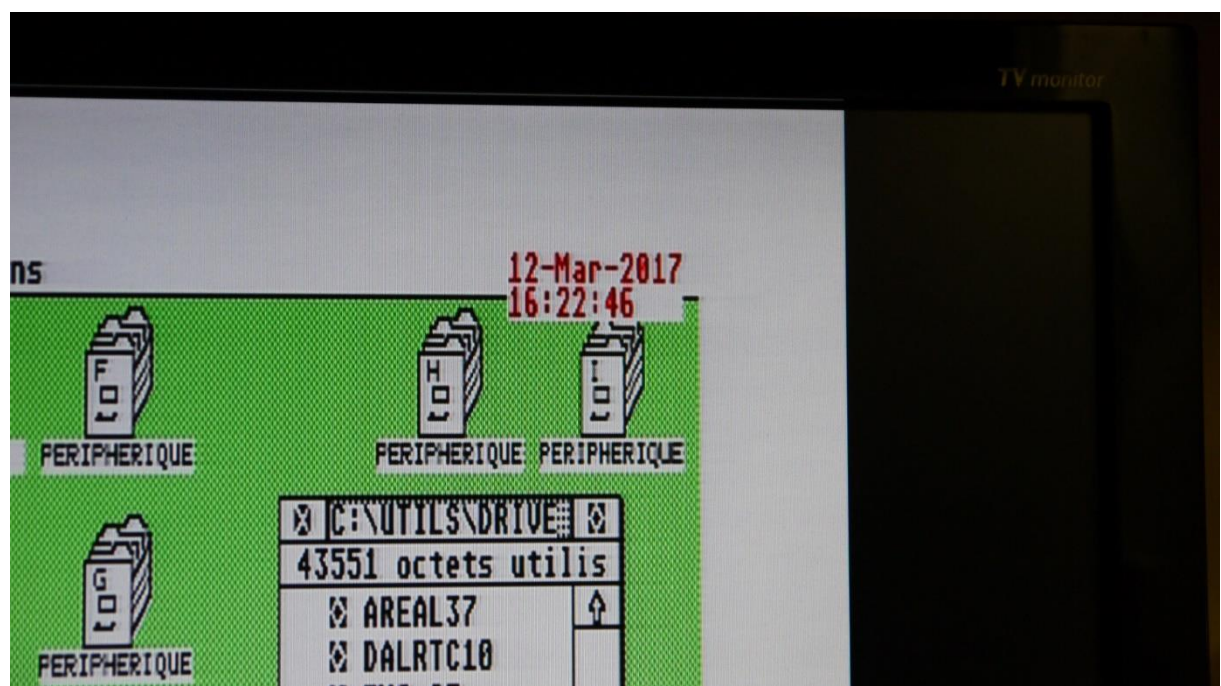 TV monitor
ns
12-Mar-2017
16:22:46
F
H
I
PERIPHERIQUE
PERIPHERIQUE
PERIPHERIQUE
C:\UTILS\DRIVE
43551 octets utilis
G
AREAL37
DALRTC10
PERIPHERIQUE